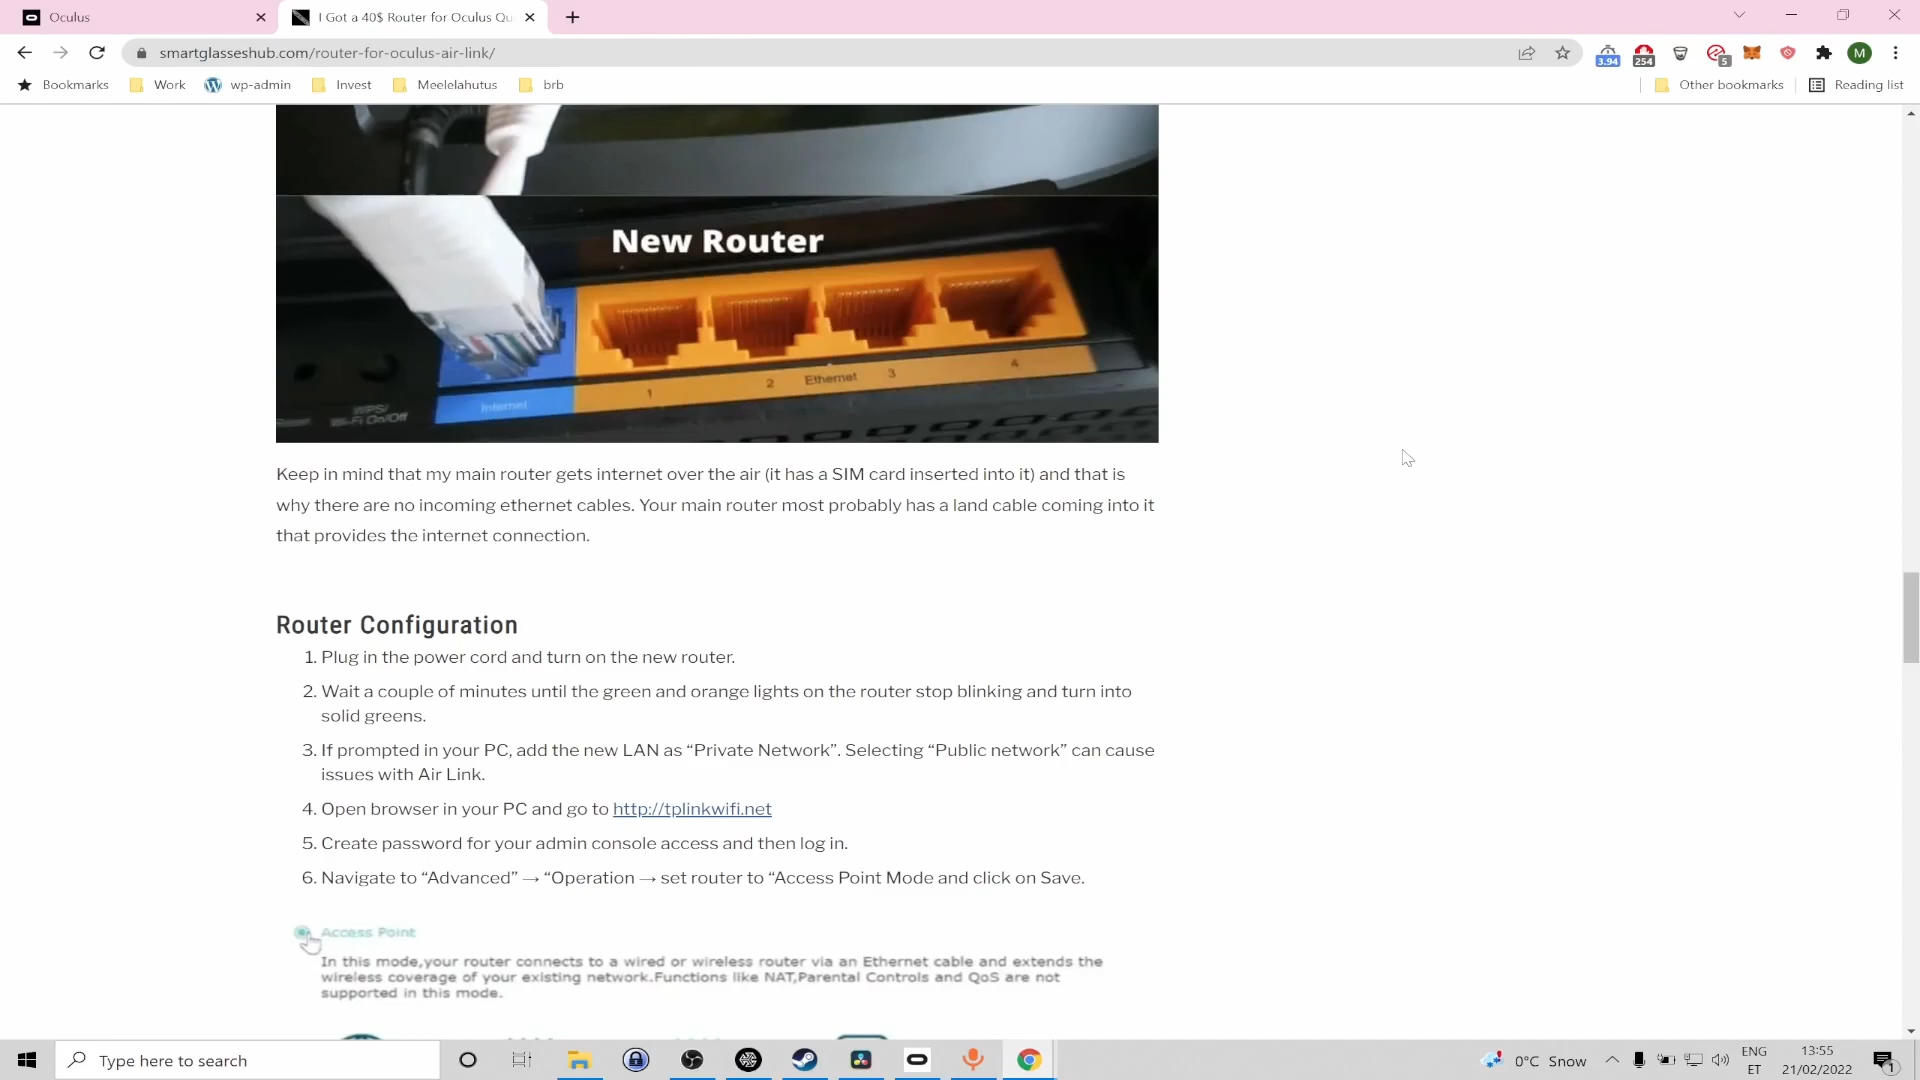 Oculus
I Got a 40$ Router for Oculus Qu
smartglasseshub.com/router-for-oculus-air-link/
3.94
254
5
M
Bookmarks
Work
wp-admin
Invest
Meelelahutus
brb
Other bookmarks
Reading list
New Router
1
2
Ethernet
3
4
Internet
WPS/
Wi-Fi On/Off
Keep in mind that my main router gets internet over the air (it has a SIM card inserted into it) and that is
why there are no incoming ethernet cables. Your main router most probably has a land cable coming into it
that provides the internet connection.
Router Configuration
1. Plug in the power cord and turn on the new router.
2. Wait a couple of minutes until the green and orange lights on the router stop blinking and turn into
solid greens.
3. If prompted in your PC, add the new LAN as “Private Network”. Selecting “Public network” can cause
issues with Air Link.
4. Open browser in your PC and go to http://tplinkwifi.net
5. Create password for your admin console access and then log in.
6. Navigate to “Advanced” → “Operation → set router to “Access Point Mode and click on Save.
Access Point
In this mode,your router connects to a wired or wireless router via an Ethernet cable and extends the
wireless coverage of your existing network.Functions like NAT,Parental Controls and QoS are not
supported in this mode.
Type here to search
0°C Snow
ENG
ET
13:55
21/02/2022
1